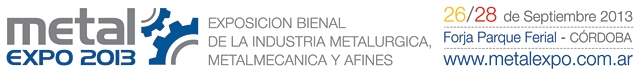 metal
EXPO 2013
EXPOSICION BIENAL
DE LA INDUSTRIA METALURGICA,
METALMECANICA Y AFINES
26/28 de Septiembre 2013
Forja Parque Ferial - CÓRDOBA
www.metalexpo.com.ar